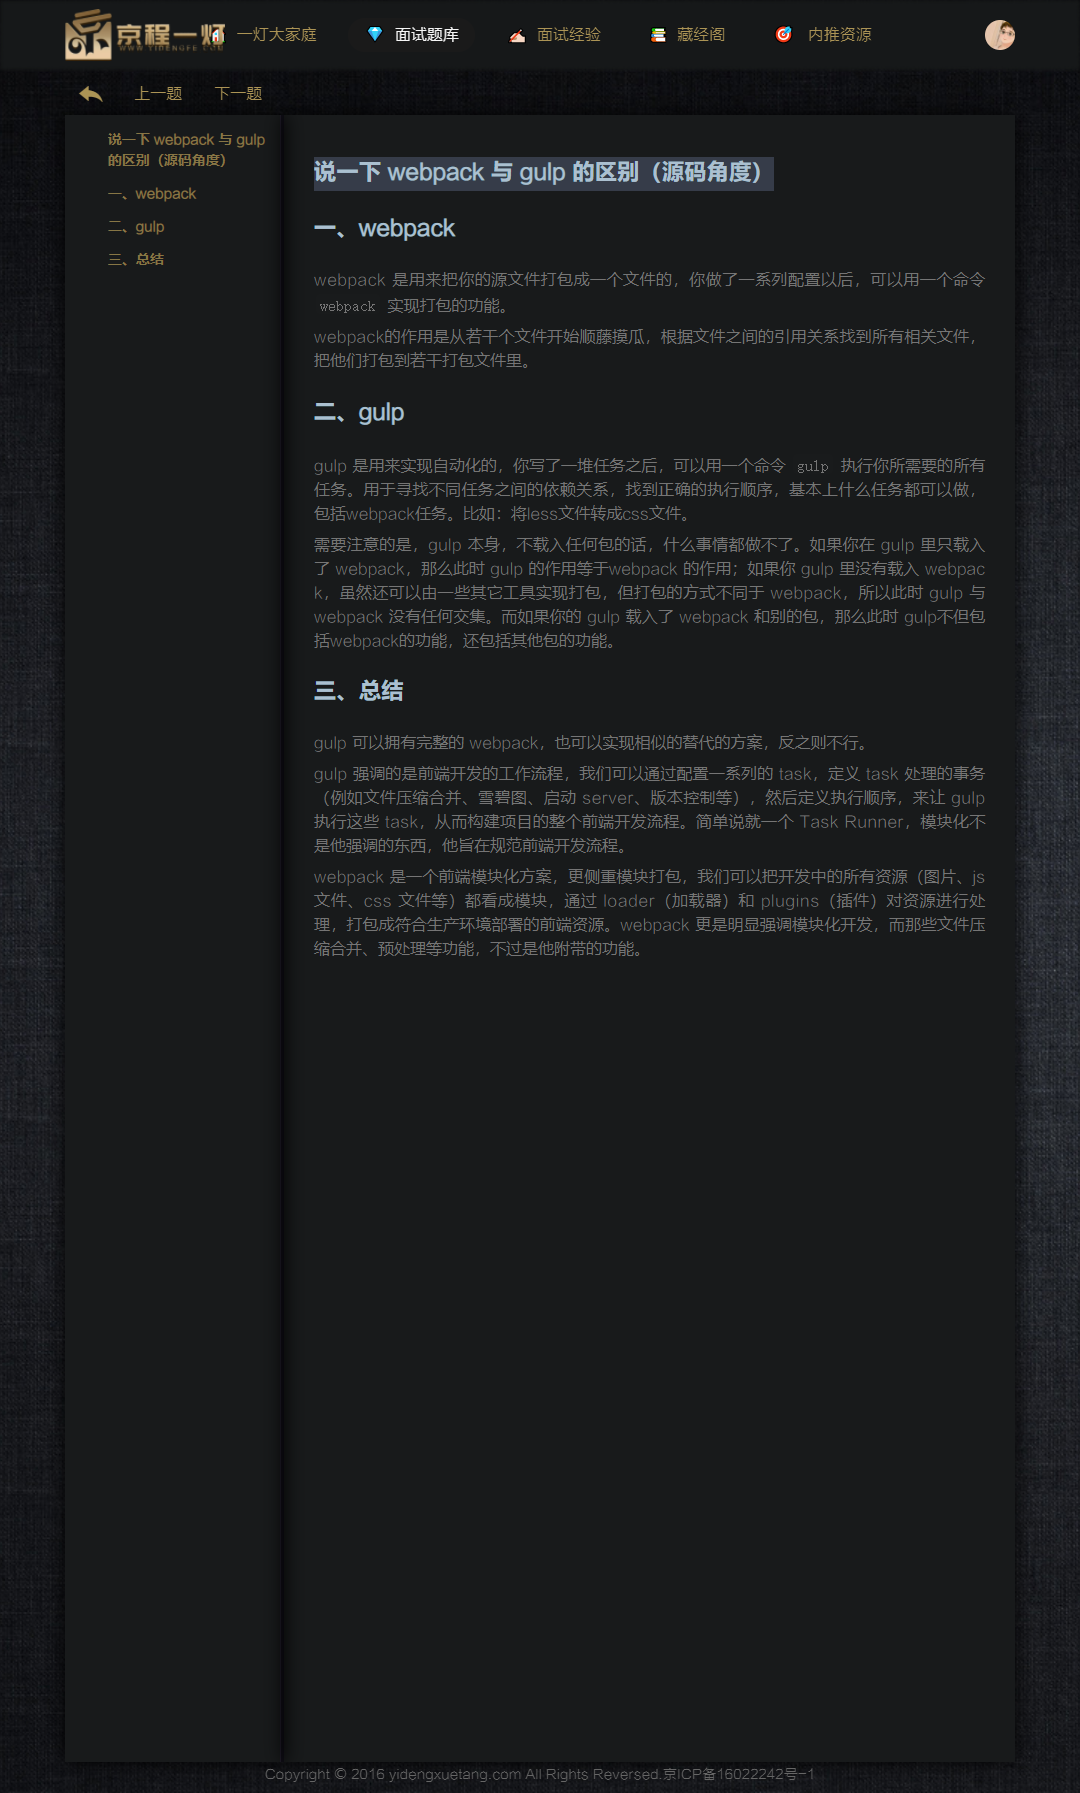 京程一灯
WWW.YIDENGFE.COM
一灯大家庭
面试题库
面试经验
藏经阁
内推资源
上一题
下一题
说一下 webpack 与 gulp
的区别（源码角度）
一、webpack
二、gulp
三、总结
说一下 webpack 与 gulp 的区别（源码角度）
一、webpack
webpack 是用来把你的源文件打包成一个文件的，你做了一系列配置以后，可以用一个命令
webpack 实现打包的功能。
webpack的作用是从若干个文件开始顺藤摸瓜，根据文件之间的引用关系找到所有相关文件，
把他们打包到若干打包文件里。
二、gulp
gulp 是用来实现自动化的，你写了一堆任务之后，可以用一个命令 gulp 执行你所需要的所有
任务。用于寻找不同任务之间的依赖关系，找到正确的执行顺序，基本上什么任务都可以做，
包括webpack任务。比如：将less文件转成css文件。
需要注意的是，gulp 本身，不载入任何包的话，什么事情都做不了。如果你在 gulp 里只载入
了 webpack，那么此时 gulp 的作用等于webpack 的作用；如果你 gulp 里没有载入 webpac
k，虽然还可以由一些其它工具实现打包，但打包的方式不同于 webpack，所以此时 gulp 与
webpack 没有任何交集。而如果你的 gulp 载入了 webpack 和别的包，那么此时 gulp不但包
括webpack的功能，还包括其他包的功能。
三、总结
gulp 可以拥有完整的 webpack，也可以实现相似的替代的方案，反之则不行。
gulp 强调的是前端开发的工作流程，我们可以通过配置一系列的 task，定义 task 处理的事务
（例如文件压缩合并、雪碧图、启动 server、版本控制等），然后定义执行顺序，来让 gulp
执行这些 task，从而构建项目的整个前端开发流程。简单说就一个 Task Runner，模块化不
是他强调的东西，他旨在规范前端开发流程。
webpack 是一个前端模块化方案，更侧重模块打包，我们可以把开发中的所有资源（图片、js
文件、css 文件等）都看成模块，通过 loader（加载器）和 plugins（插件）对资源进行处
理，打包成符合生产环境部署的前端资源。webpack 更是明显强调模块化开发，而那些文件压
缩合并、预处理等功能，不过是他附带的功能。
Copyright © 2016 yidengxuetang.com All Rights Reversed.京ICP备16022242号-1